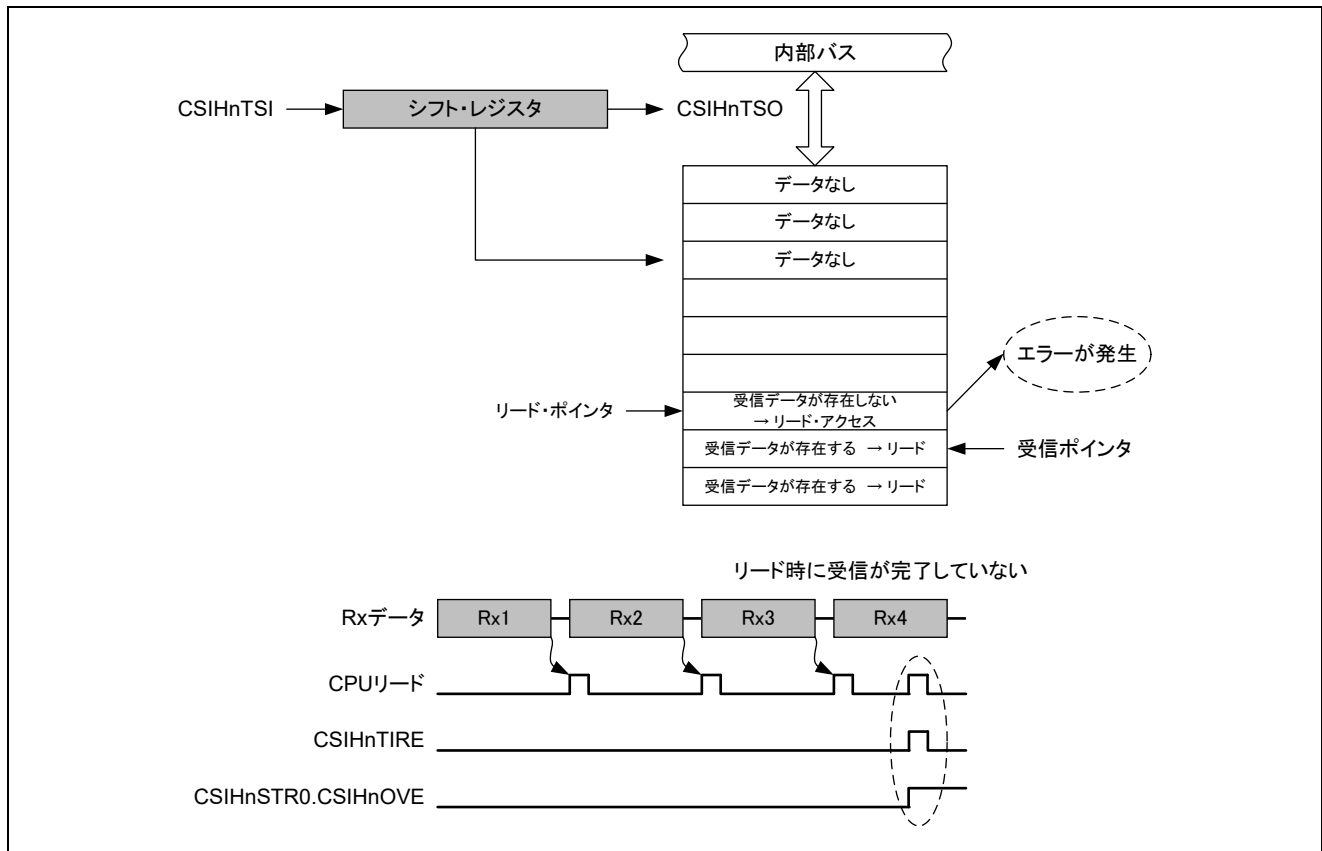 内部バス
CSIHnTSI
シフト・レジスタ
CSIHnTSO
データなし
データなし
データなし
エラーが発生
リード・ポインタ
受信データが存在しない
→ リード・アクセス
受信データが存在する → リード
受信ポインタ
受信データが存在する → リード
リード時に受信が完了していない
Rxデータ
Rx1
Rx2
Rx3
Rx4
CPUリード
CSIHnTIRE
CSIHnSTR0.CSIHnOVE